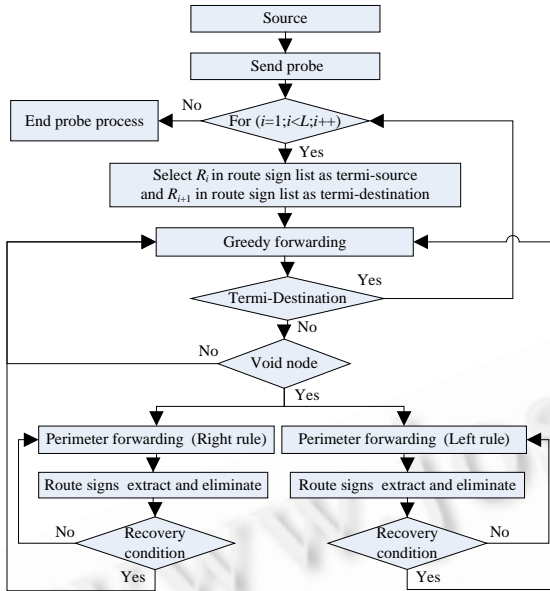 Source
Send probe
No
End probe process
For (i=1;i<L;i++)
Yes
Select Ri in route sign list as termi-source
and Ri+1 in route sign list as termi-destination
Greedy forwarding
Yes
Termi-Destination
No
No
Void node
Yes
Perimeter forwarding (Right rule)
Perimeter forwarding (Left rule)
Route signs extract and eliminate
Route signs extract and eliminate
No
Recovery
condition
Yes
No
Recovery
condition
Yes